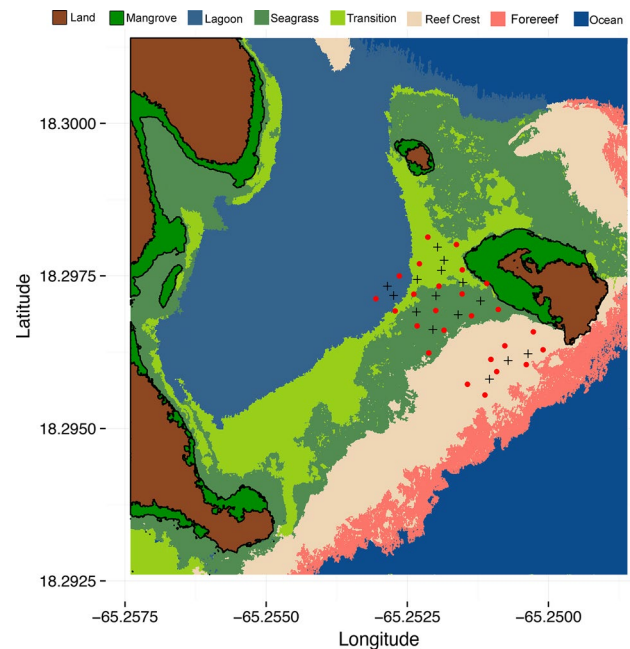 Land Mangrove Lagoon Seagrass Transition Reef Crest Forereef Ocean
18.3000
18.2975
Latitude
18.2950
18.2925
−65.2575 −65.2550 −65.2525 −65.2500
Longitude